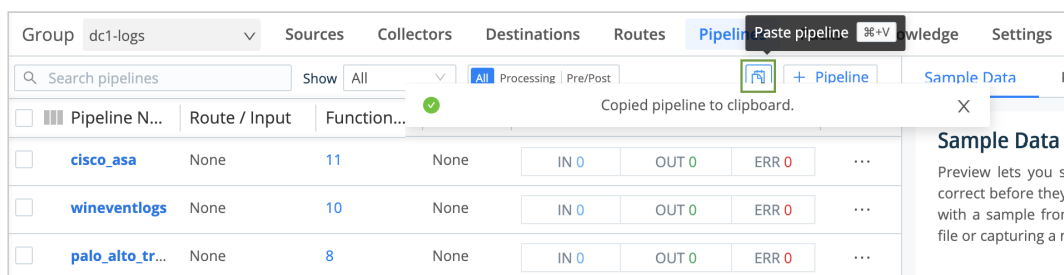 Group dc1-logs Sources Collectors Destinations Routes Pipelin Paste pipeline ⌘+V owledge Settings
Search pipelines Show All All Processing Pre/Post + Pipeline Sample Data
Copied pipeline to clipboard.
Pipeline N... Route / Input Function...
cisco_asa None 11 None IN 0 OUT 0 ERR 0 ...
wineventlogs None 10 None IN 0 OUT 0 ERR 0 ...
palo_alto_tr... None 8 None IN 0 OUT 0 ERR 0 ...
Sample Data
Preview lets you s
correct before they
with a sample fron
file or capturing a r